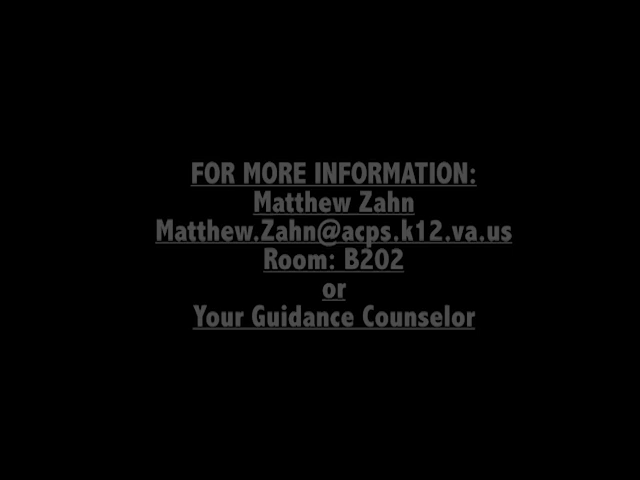 FOR MORE INFORMATION:
Matthew Zahn
Matthew.Zahn@acps.k12.va.us
Room: B202
or
Your Guidance Counselor